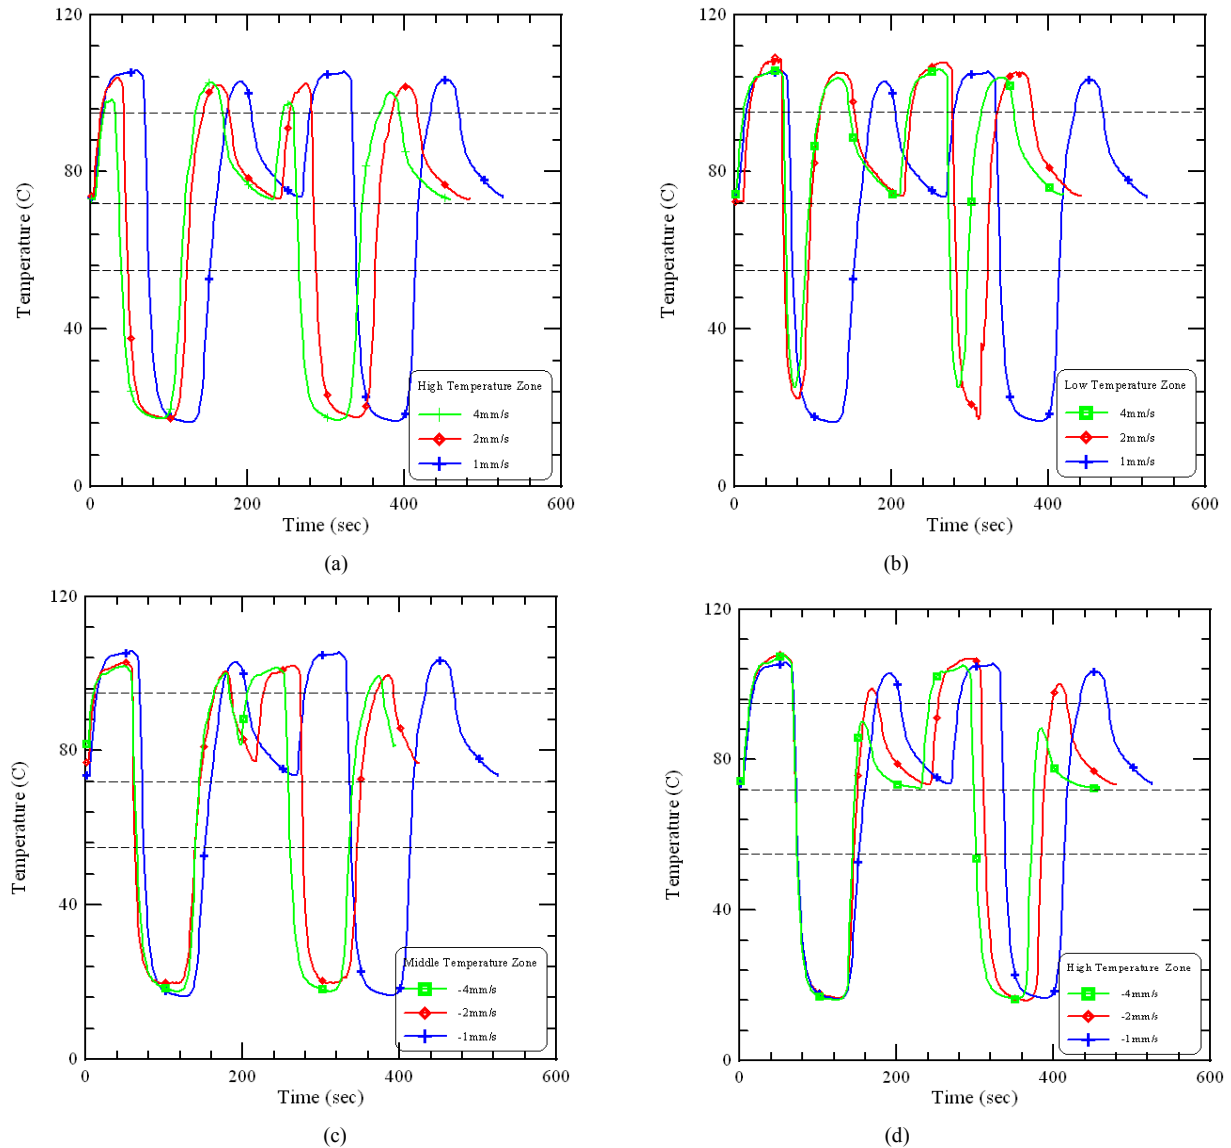 120
80
40
0
Temperature (C)
0
200
400
600
Time (sec)
High Temperature Zone
4mm/s
2mm/s
1mm/s
(a)
120
80
40
0
Temperature (C)
0
200
400
600
Time (sec)
Low Temperature Zone
4mm/s
2mm/s
1mm/s
(b)
120
80
40
0
Temperature (C)
0
200
400
600
Time (sec)
Middle Temperature Zone
-4mm/s
-2mm/s
-1mm/s
(c)
120
80
40
0
Temperature (C)
0
200
400
600
Time (sec)
High Temperature Zone
-4mm/s
-2mm/s
-1mm/s
(d)